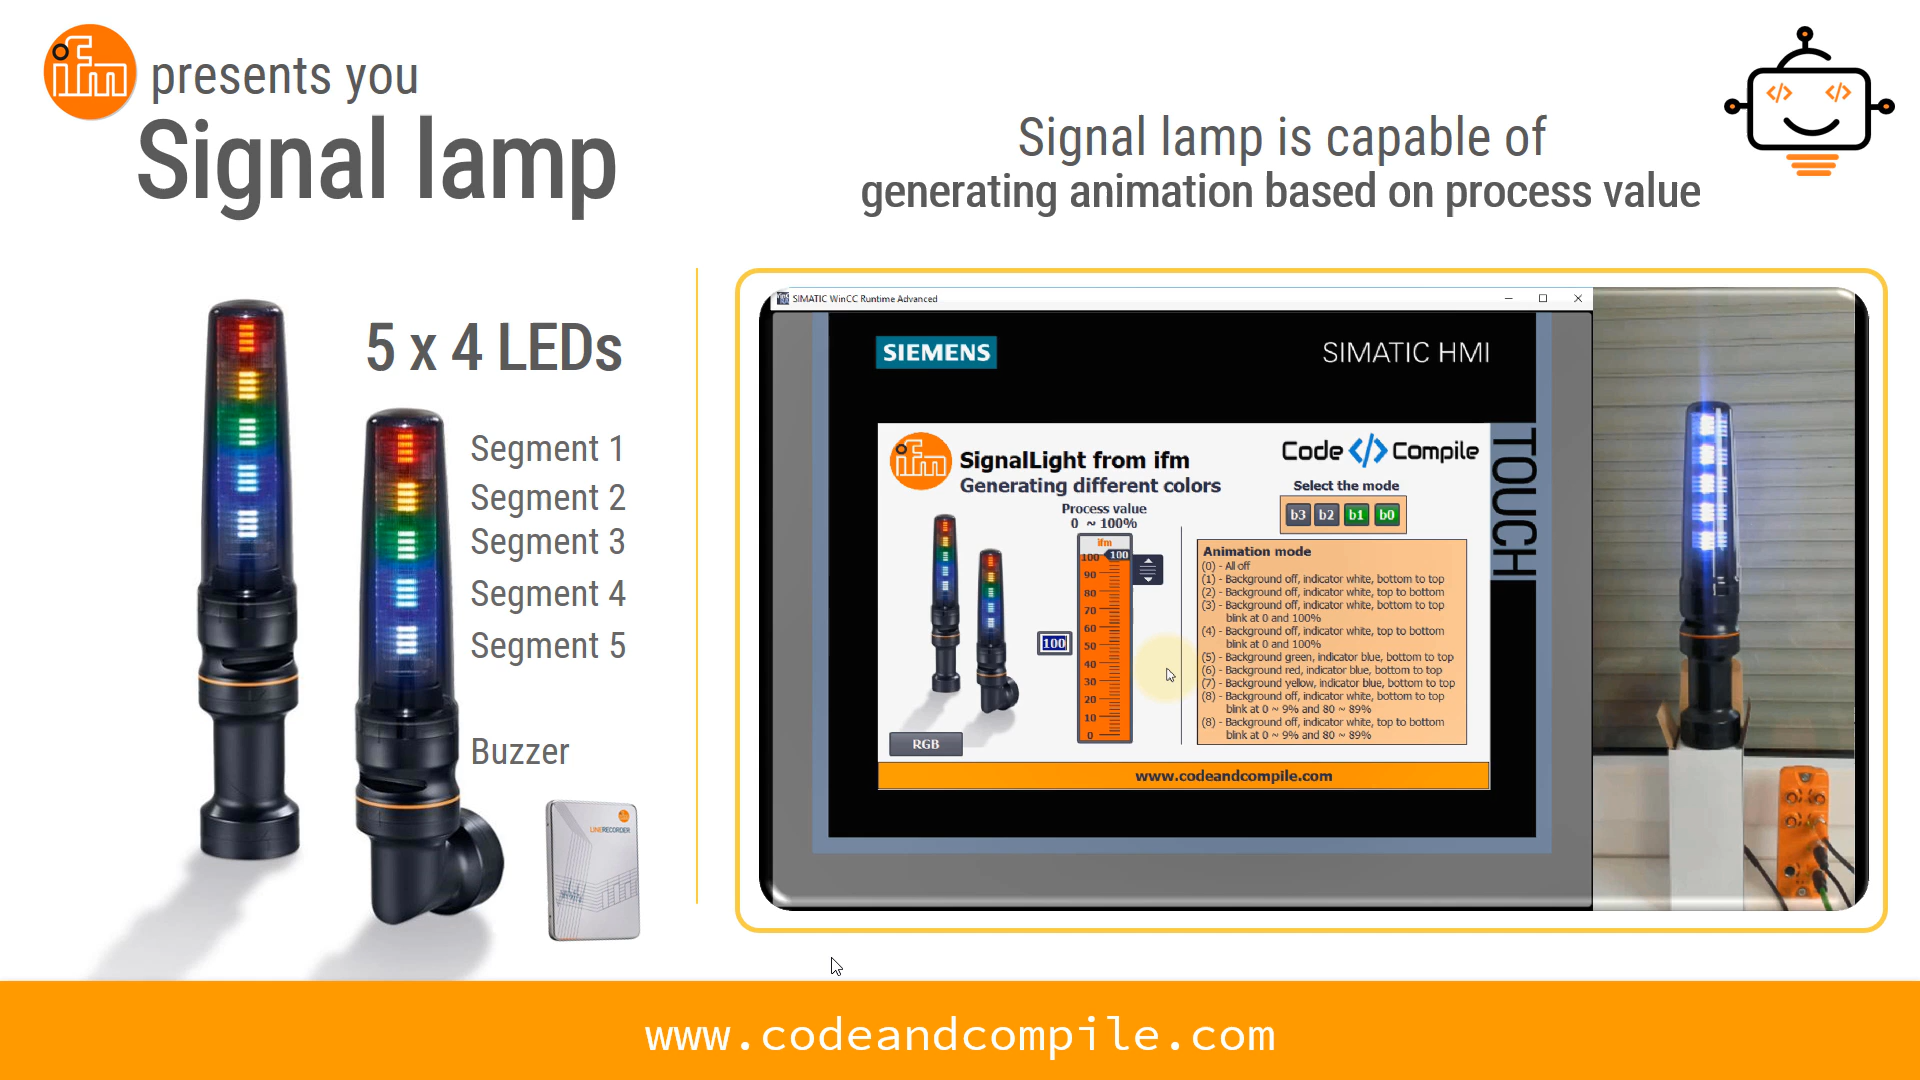 ifm presents you
Signal lamp
Signal lamp is capable of
generating animation based on process value
</> </>
5 x 4 LEDs
Segment 1
Segment 2
Segment 3
Segment 4
Segment 5
Buzzer
LINERECORDER
SIMATIC WinCC Runtime Advanced
SIEMENS
SIMATIC HMI
TOUCH
ifm
SignalLight from ifm
Generating different colors
Code </> Compile
Select the mode
b3 b2 b1 b0
Process value
0 ~ 100%
ifm
100
100
90
80
70
60
50
40
30
20
10
0
100
RGB
Animation mode
(0) - All off
(1) - Background off, indicator white, bottom to top
(2) - Background off, indicator white, top to bottom
(3) - Background off, indicator white, bottom to top
blink at 0 and 100%
(4) - Background off, indicator white, top to bottom
blink at 0 and 100%
(5) - Background green, indicator blue, bottom to top
(6) - Background red, indicator blue, bottom to top
(7) - Background yellow, indicator blue, bottom to top
(8) - Background off, indicator white, bottom to top
blink at 0 ~ 9% and 80 ~ 89%
(8) - Background off, indicator white, top to bottom
blink at 0 ~ 9% and 80 ~ 89%
www.codeandcompile.com
www.codeandcompile.com